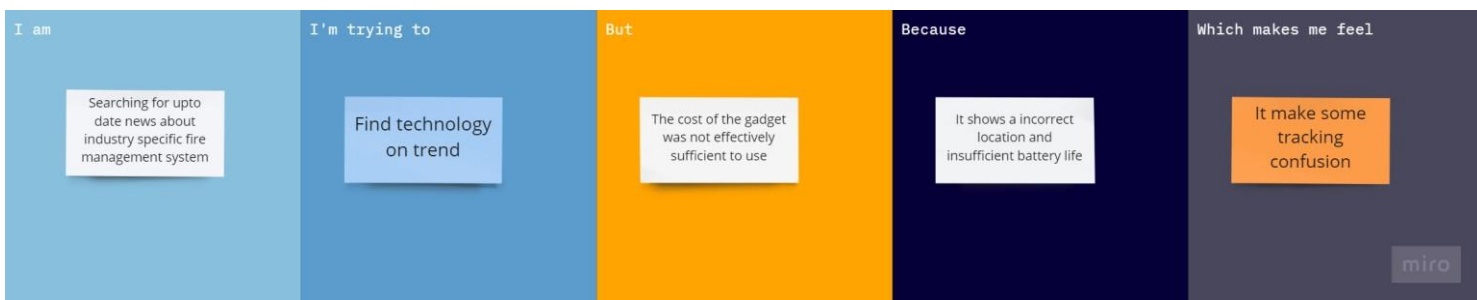 I am
Searching for upto
date news about
industry specific fire
management system
I'm trying to
Find technology
on trend
But
The cost of the gadget
was not effectively
sufficient to use
Because
It shows a incorrect
location and
insufficient battery life
Which makes me feel
It make some
tracking
confusion
miro